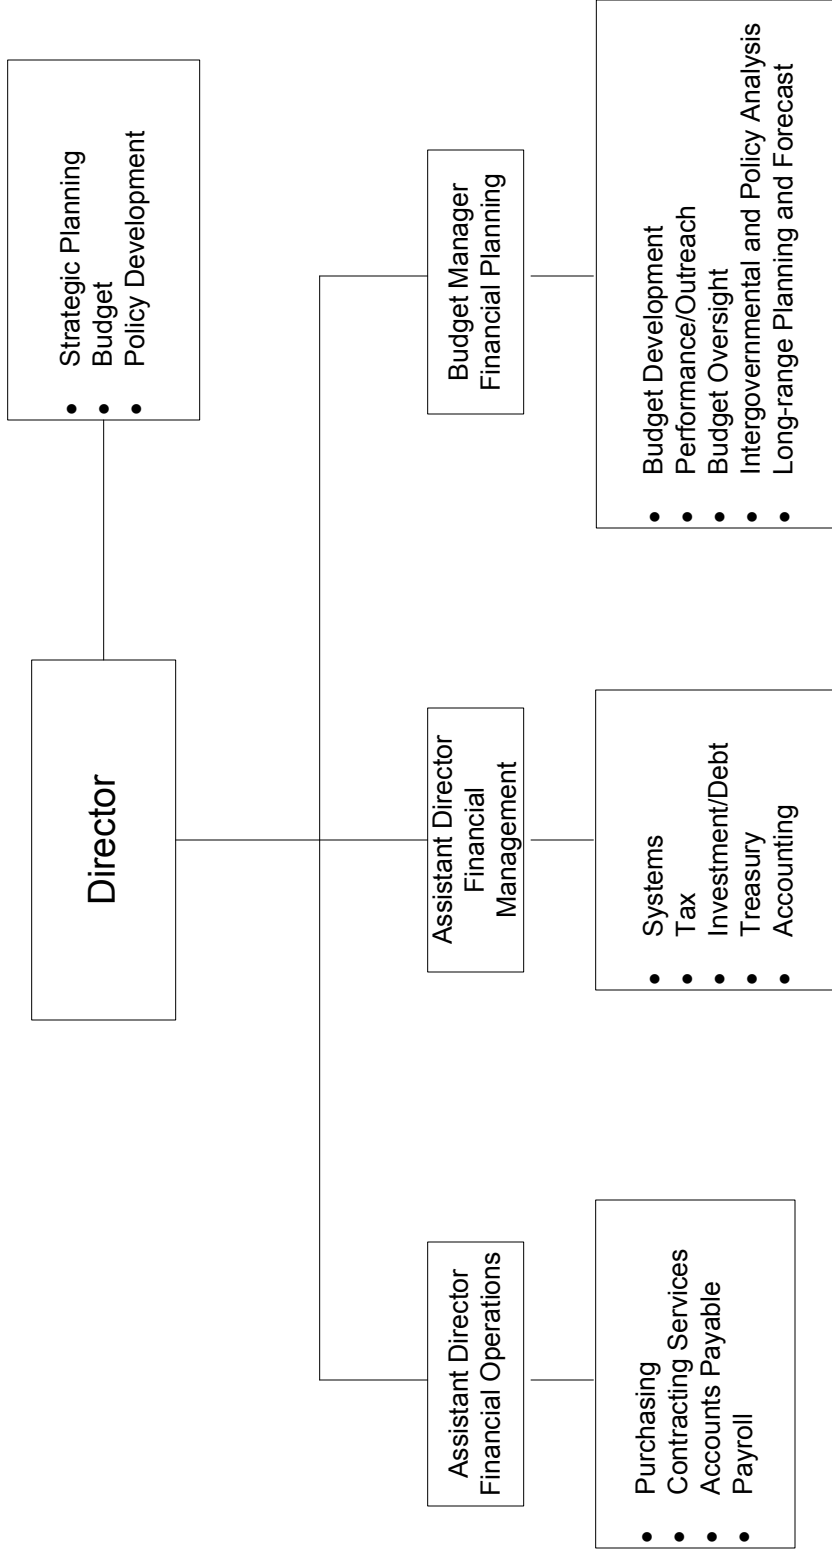 Director
• Strategic Planning
• Budget
• Policy Development
Assistant Director
Financial Operations
Assistant Director
Financial
Management
Budget Manager
Financial Planning
• Purchasing
• Contracting Services
• Accounts Payable
• Payroll
• Systems
• Tax
• Investment/Debt
• Treasury
• Accounting
• Budget Development
• Performance/Outreach
• Budget Oversight
• Intergovernmental and Policy Analysis
• Long-range Planning and Forecast